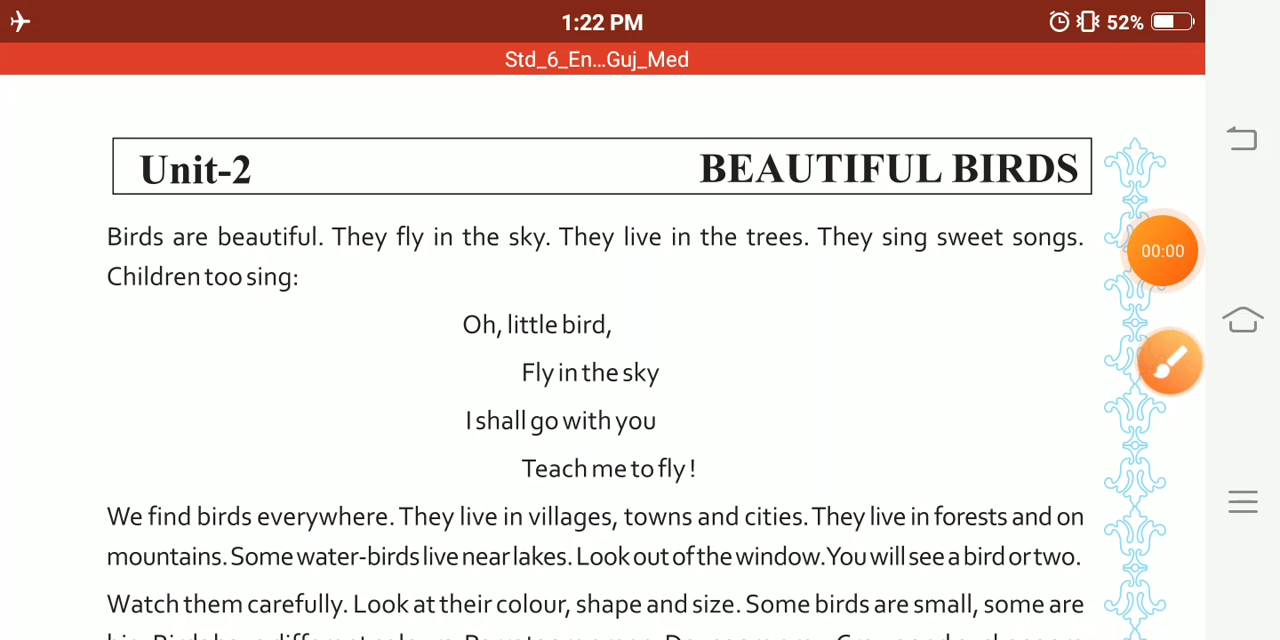 1:22 PM
52%
Std_6_En...Guj_Med
Unit-2 BEAUTIFUL BIRDS
Birds are beautiful. They fly in the sky. They live in the trees. They sing sweet songs.
00:00
Children too sing:
Oh, little bird,
Fly in the sky
I shall go with you
Teach me to fly !
We find birds everywhere. They live in villages, towns and cities. They live in forests and on
mountains. Some water-birds live near lakes. Look out of the window. You will see a bird or two.
Watch them carefully. Look at their colour, shape and size. Some birds are small, some are